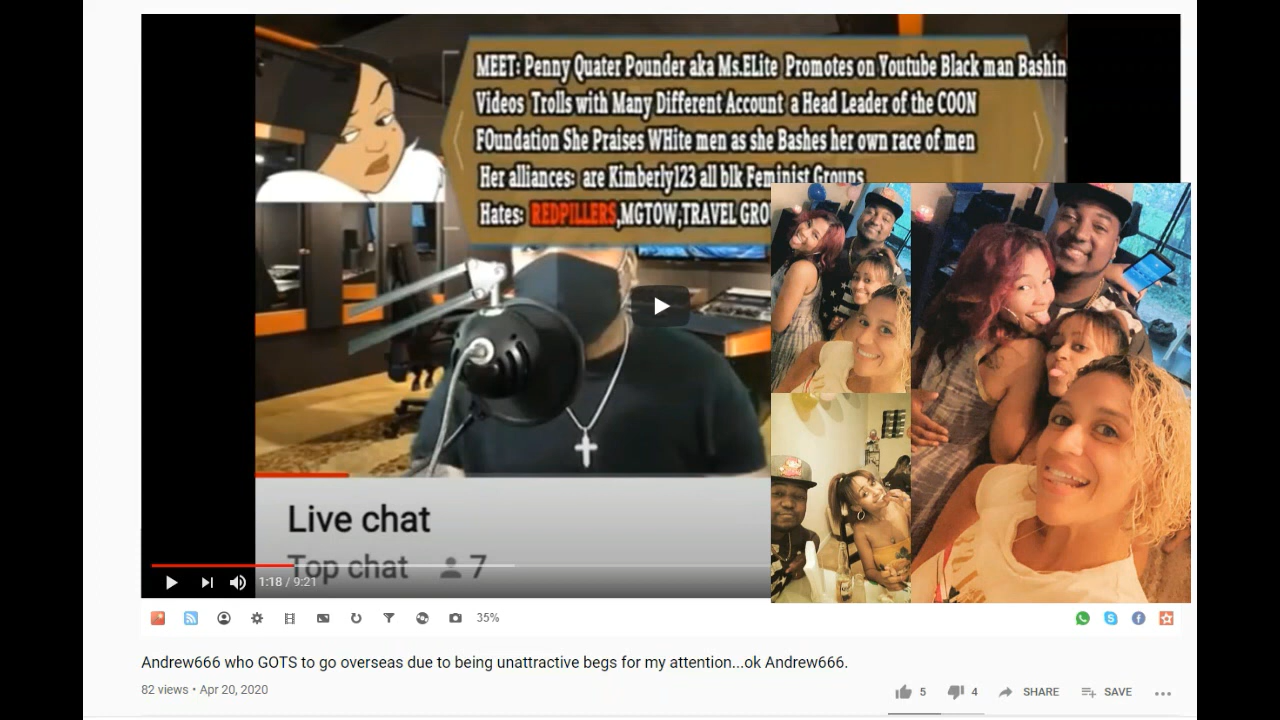 MEET: Penny Quater Pounder aka Ms.ELite Promotes on Youtube Black man Bashin
Videos Trolls with Many Different Account a Head Leader of the COON
FOundation She Praises WHite men as she Bashes her own race of men
Her alliances: are Kimberly123 all blk Feminist Groups
Hates: REDPILLERS,MGTOW,TRAVEL GRO
Live chat
Top chat 7
1:18 / 9:21
35%
Andrew666 who GOTS to go overseas due to being unattractive begs for my attention...ok Andrew666.
82 views • Apr 20, 2020
5 4 SHARE SAVE